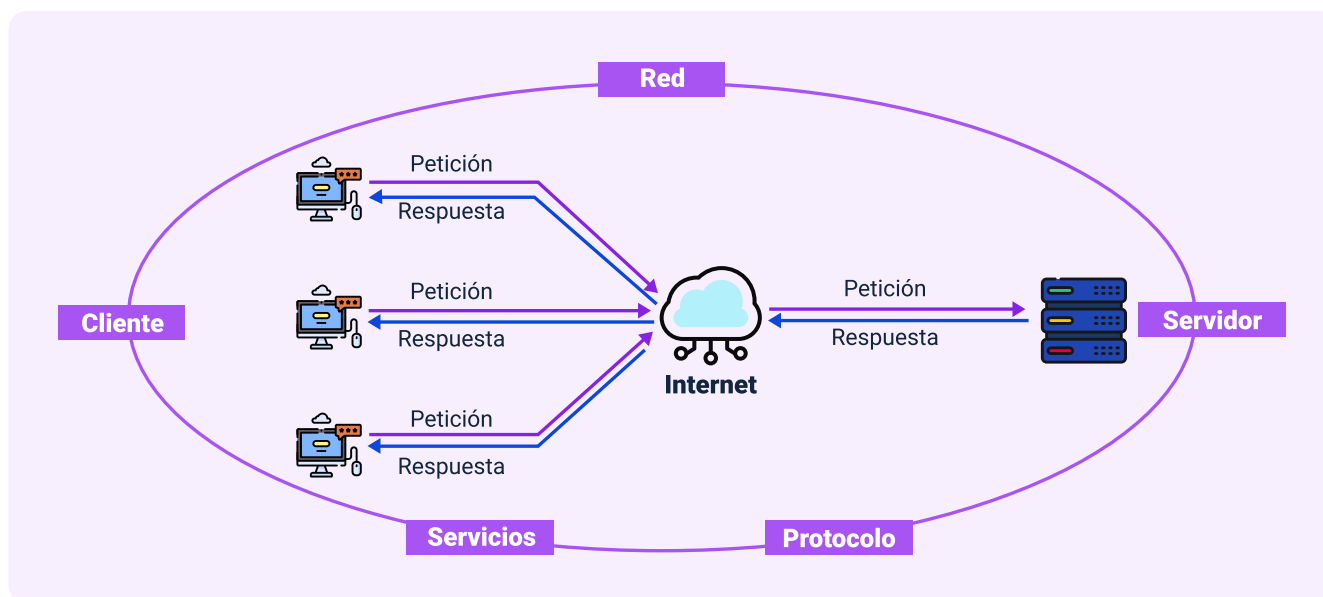 Red
Petición
Respuesta
Petición
Respuesta
Petición
Respuesta
Cliente
Internet
Petición
Respuesta
Servidor
Servicios
Protocolo